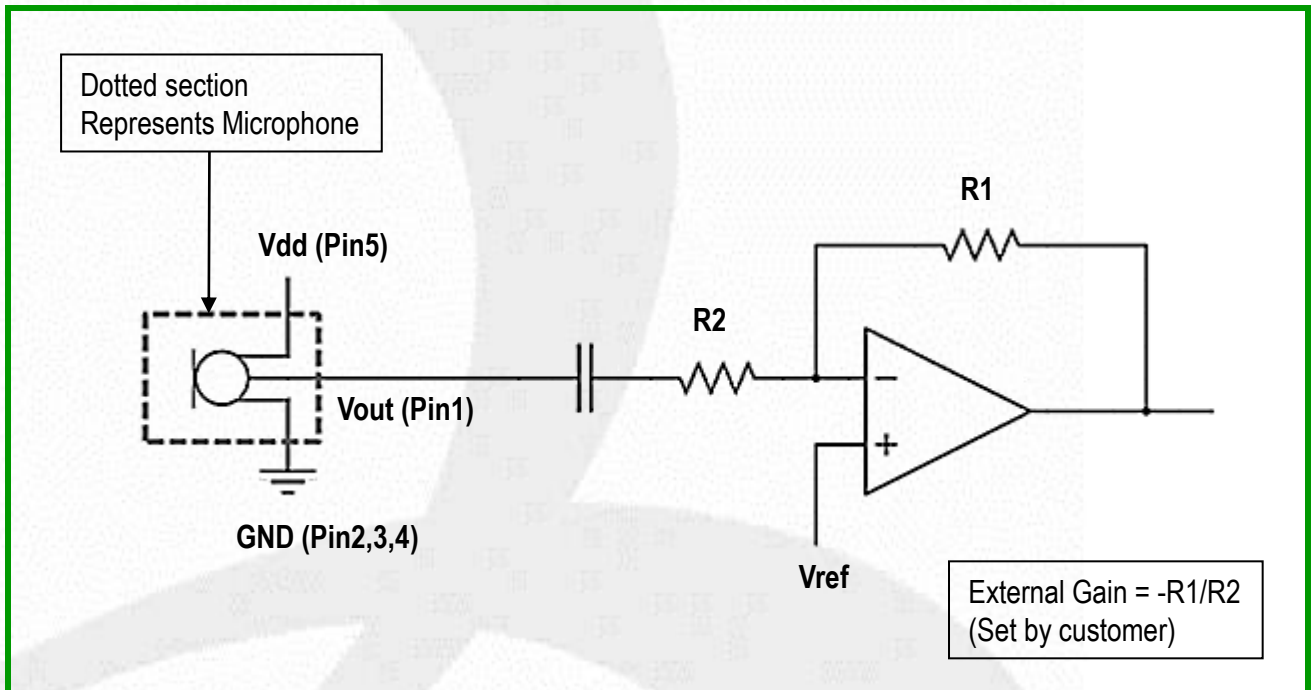 Dotted section
Represents Microphone
R1
Vdd (Pin5)
R2
Vout (Pin1)
GND (Pin2,3,4)
Vref
External Gain = -R1/R2
(Set by customer)